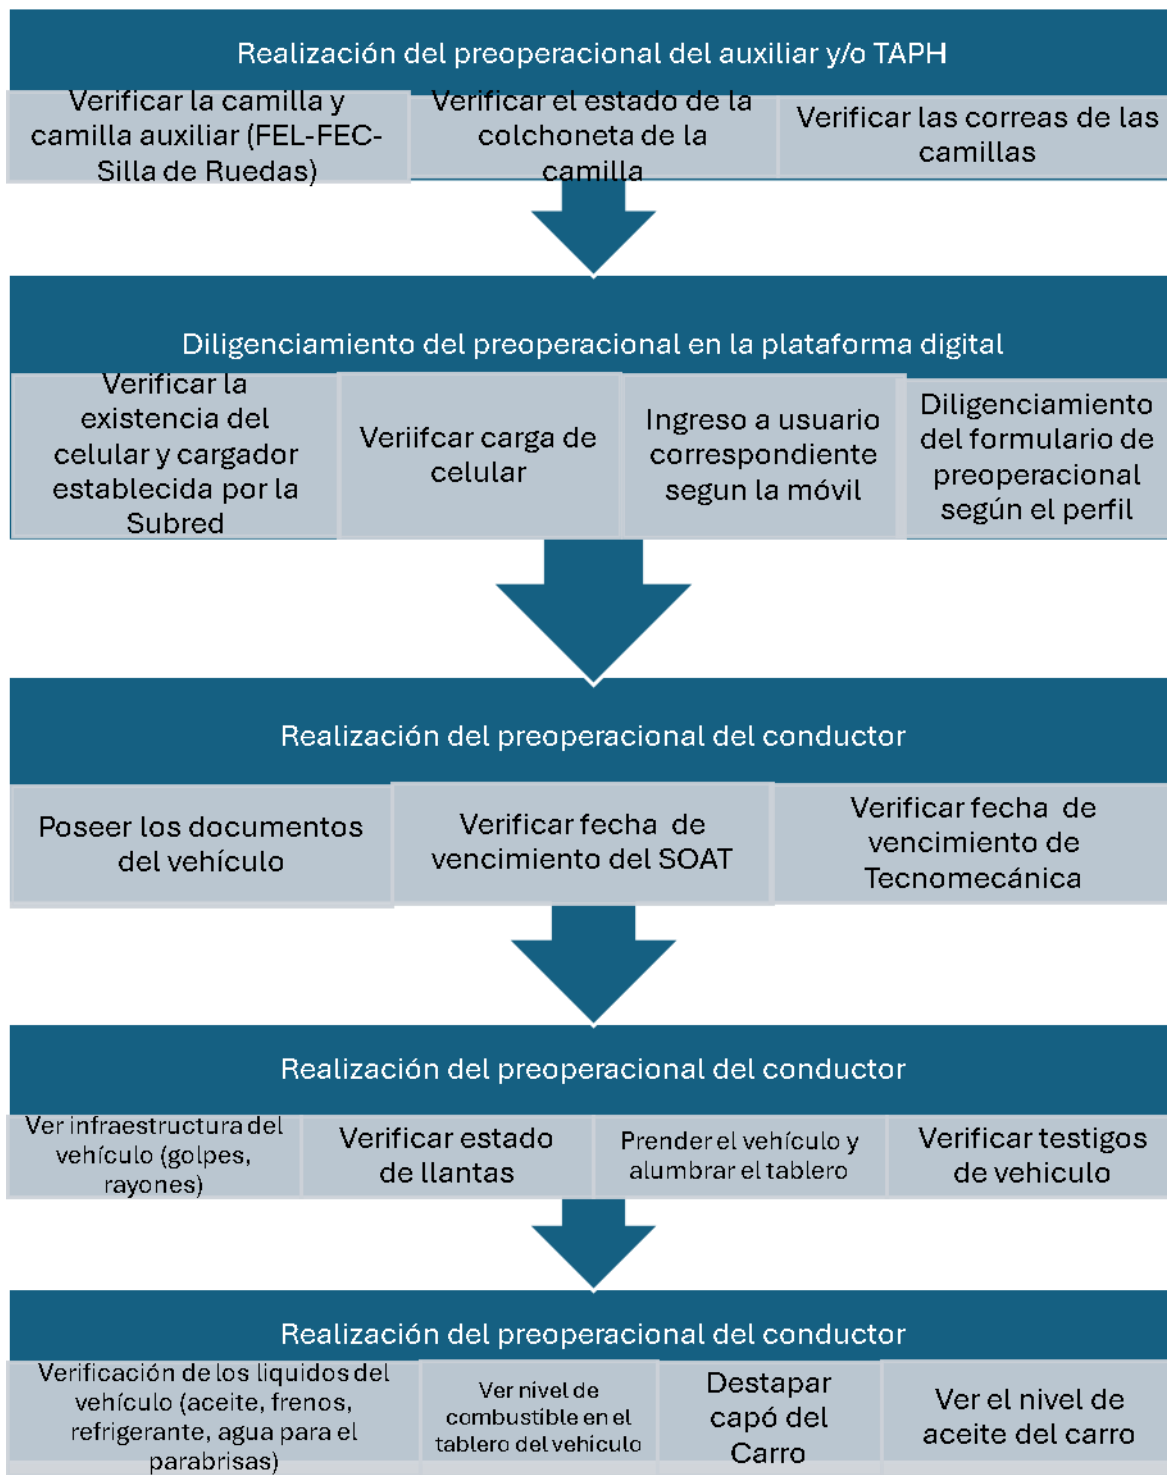 Realización del preoperacional del auxiliar y/o TAPH
Verificar la camilla y
camilla auxiliar (FEL-FEC-
Silla de Ruedas)
Verificar el estado de la
colchoneta de la
camilla
Verificar las correas de las
camillas
Diligenciamiento del preoperacional en la plataforma digital
Verificar la
existencia del
celular y cargador
establecida por la
Subred
Veriifcar carga de
celular
Ingreso a usuario
correspondiente
segun la móvil
Diligenciamiento
del formulario de
preoperacional
según el perfil
Realización del preoperacional del conductor
Poseer los documentos
del vehículo
Verificar fecha de
vencimiento del SOAT
Verificar fecha de
vencimiento de
Tecnomecánica
Realización del preoperacional del conductor
Ver infraestructura del
vehículo (golpes,
rayones)
Verificar estado
de llantas
Prender el vehículo y
alumbrar el tablero
Verificar testigos
de vehiculo
Realización del preoperacional del conductor
Verificación de los liquidos del
vehículo (aceite, frenos,
refrigerante, agua para el
parabrisas)
Ver nivel de
combustible en el
tablero del vehículo
Destapar
capó del
Carro
Ver el nivel de
aceite del carro